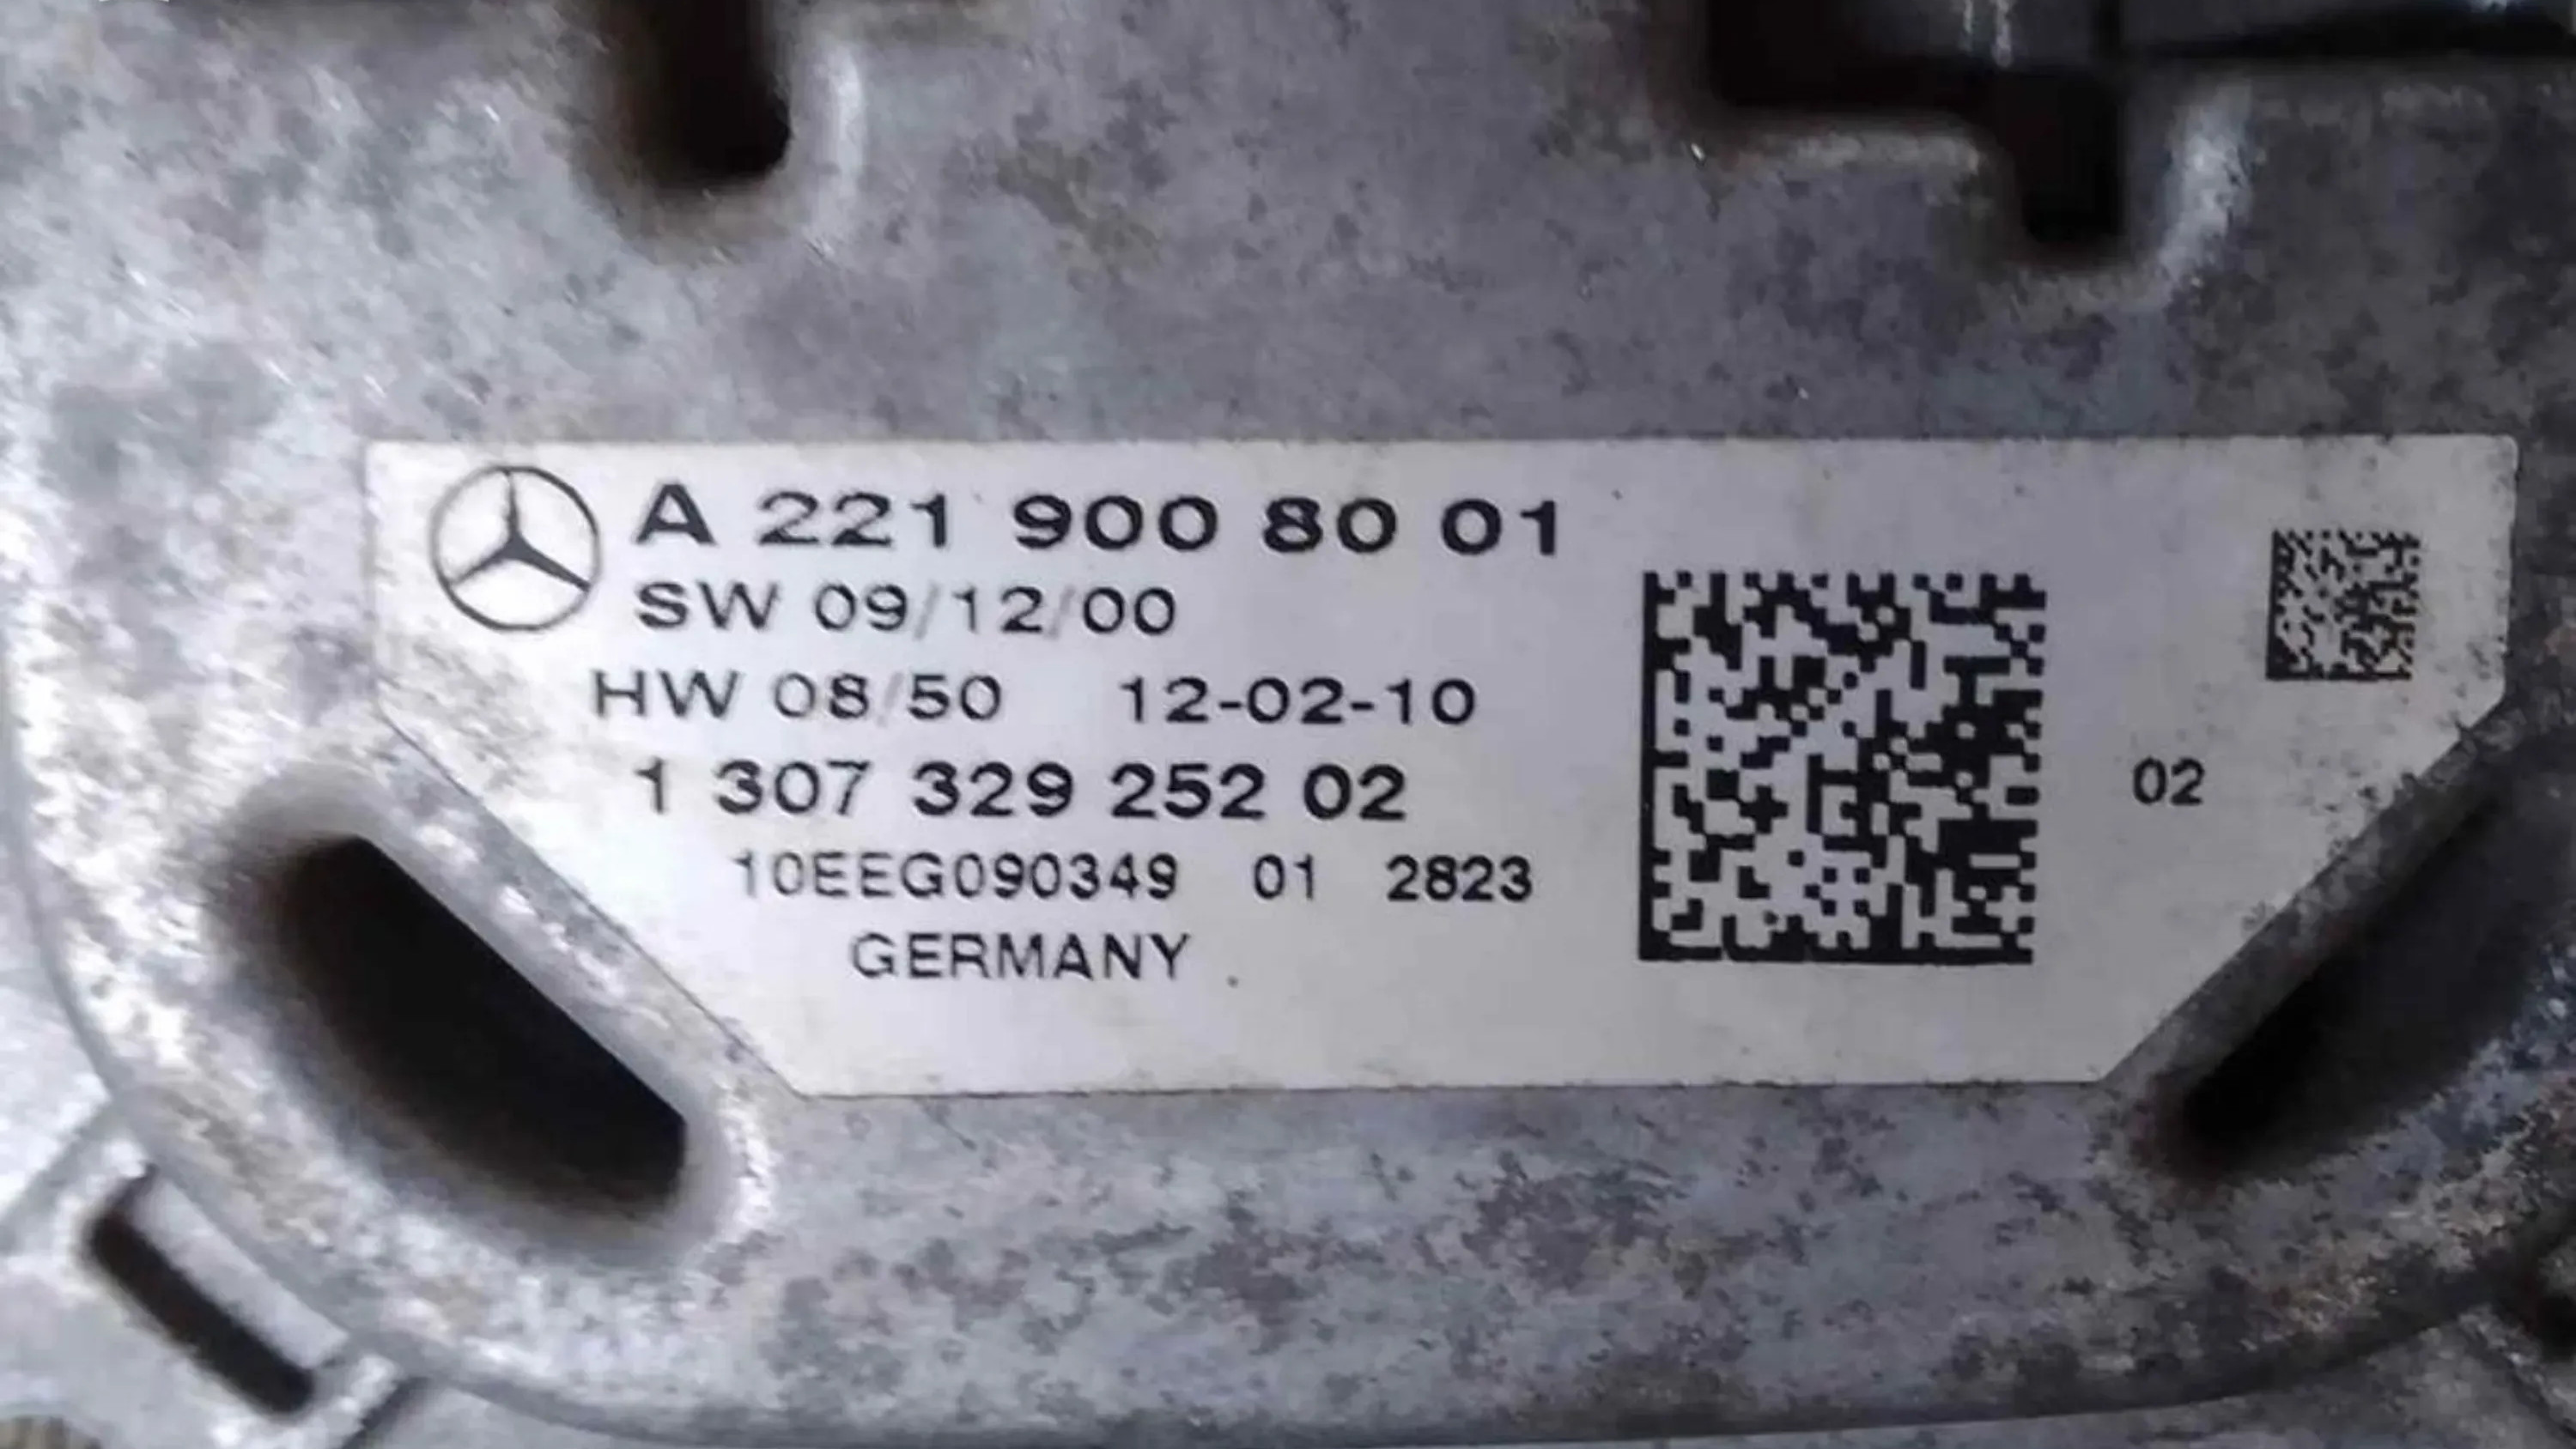 A 221 900 80 01
SW 09/12/00
HW 08/50 12-02-10
1 307 329 252 02
02
10EEG090349 01 2823
GERMANY